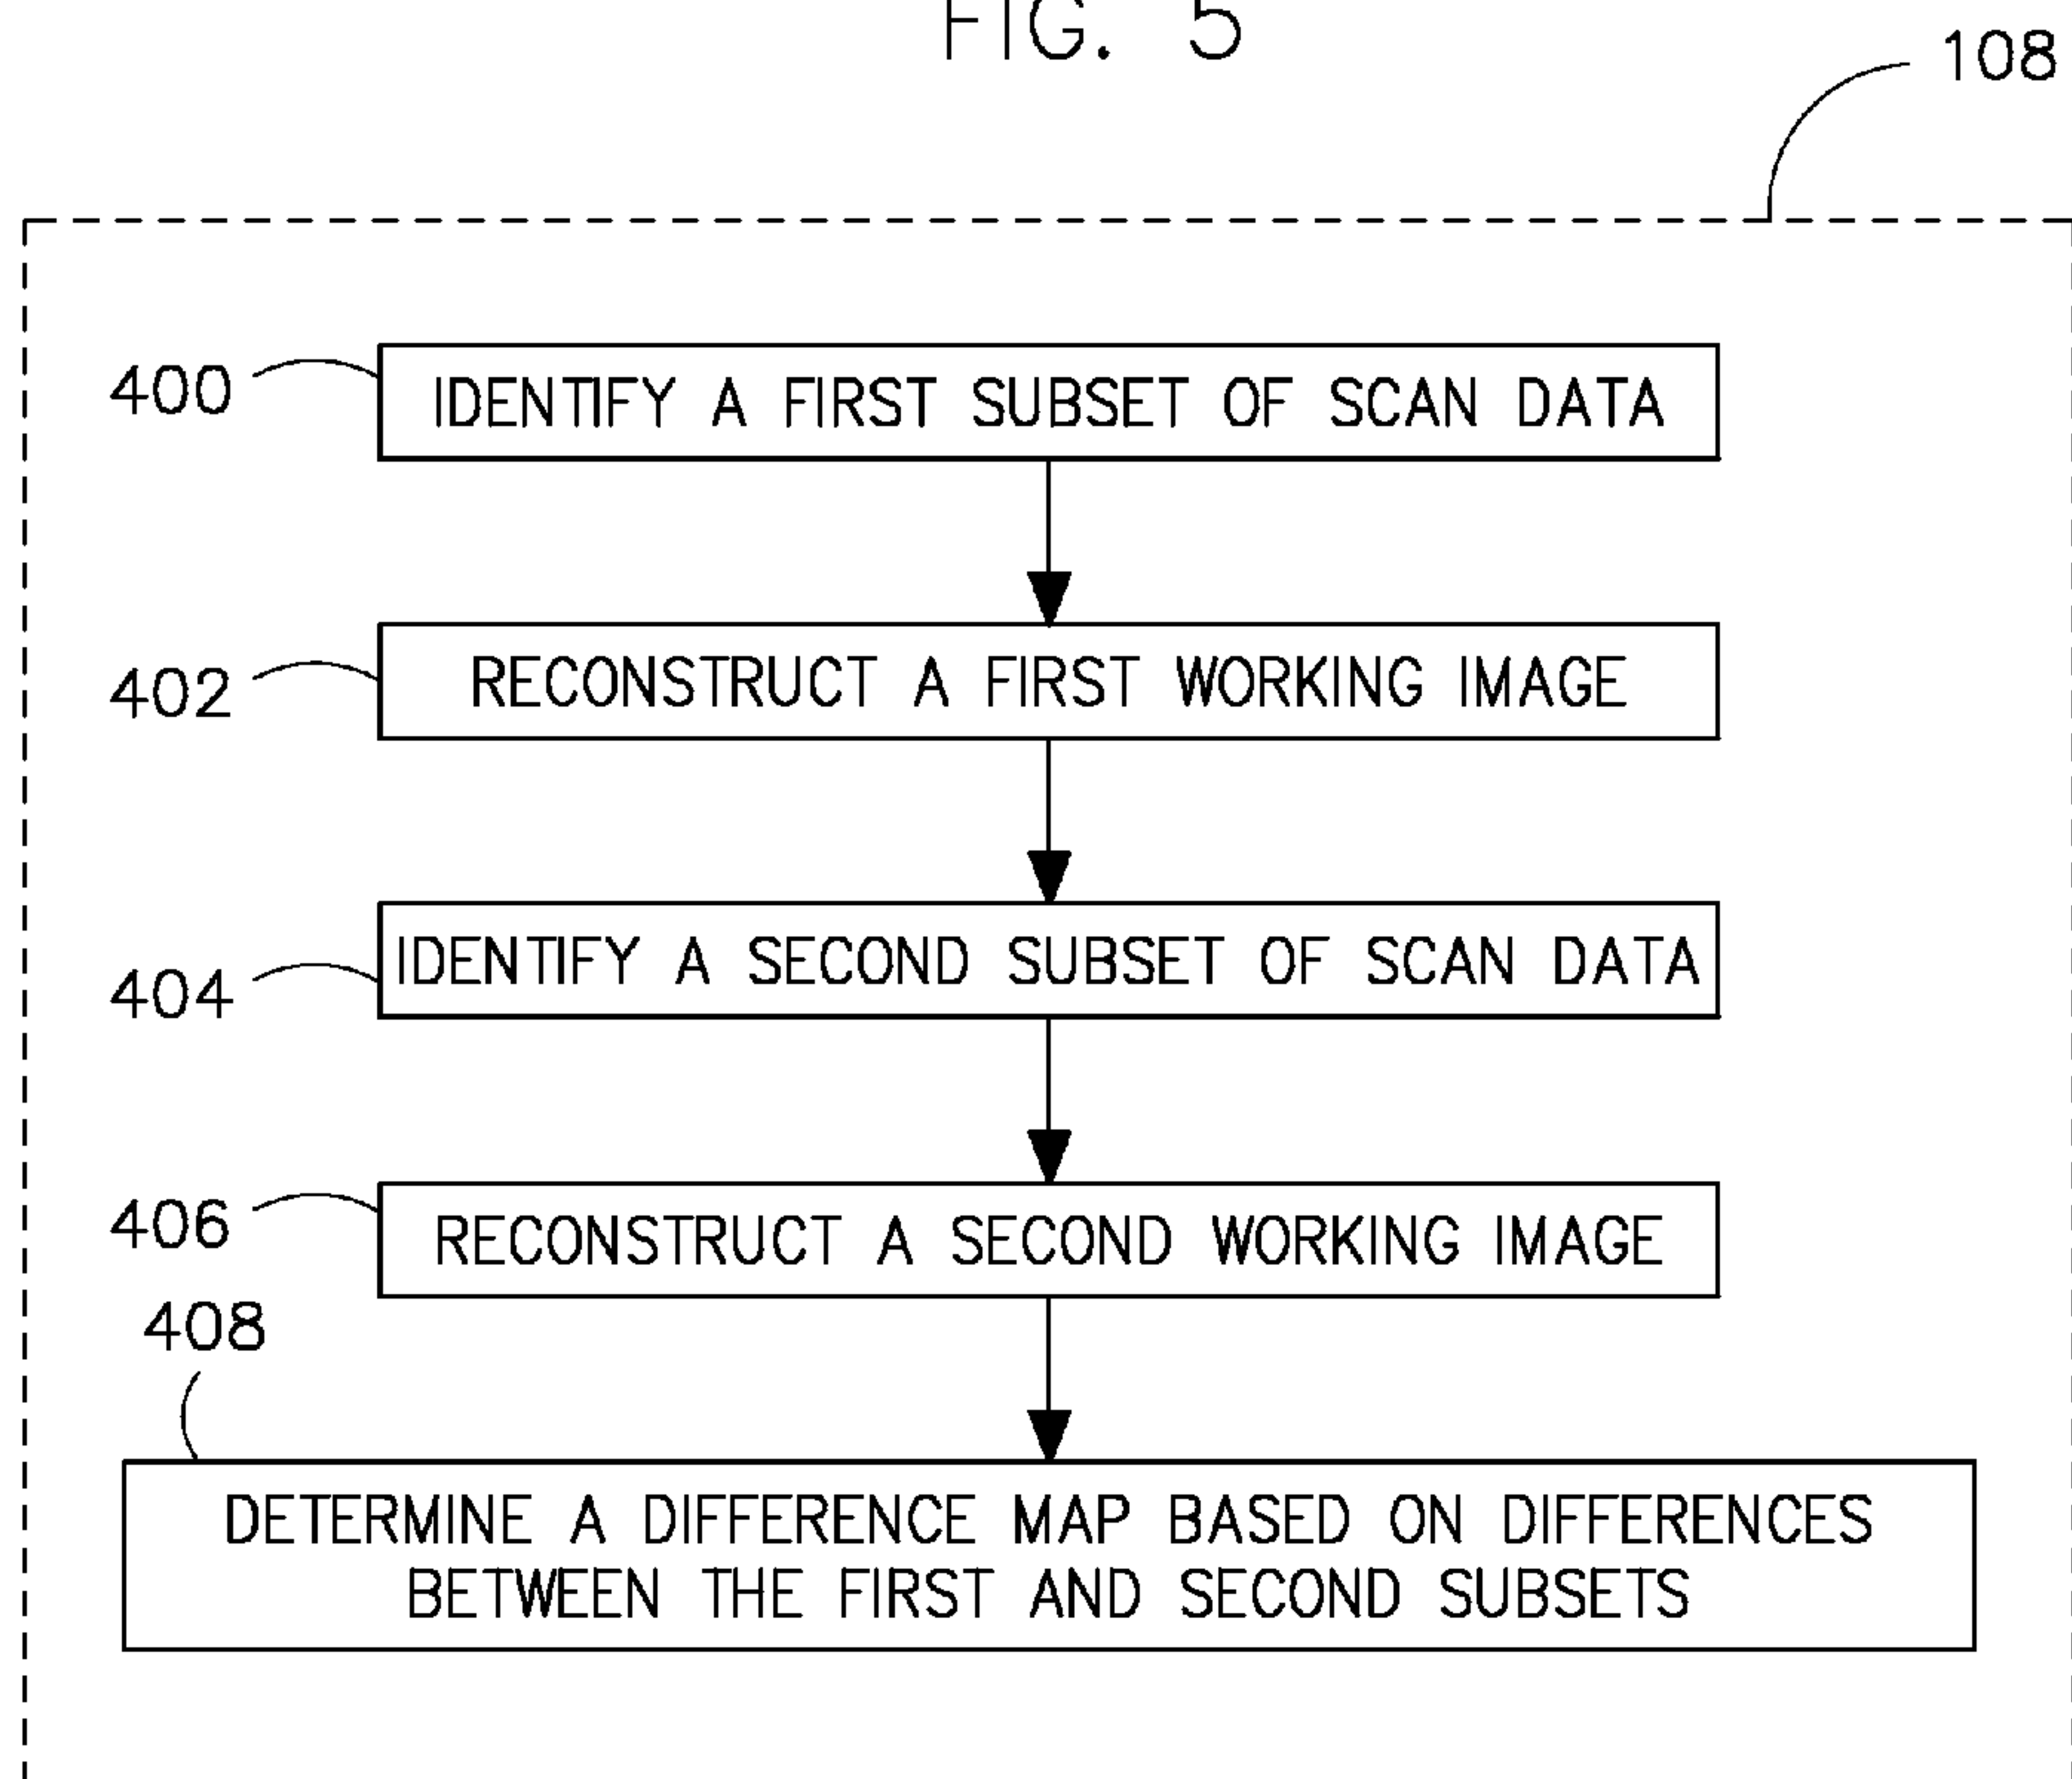 FIG. 5
108
400
IDENTIFY A FIRST SUBSET OF SCAN DATA
402
RECONSTRUCT A FIRST WORKING IMAGE
404
IDENTIFY A SECOND SUBSET OF SCAN DATA
406
RECONSTRUCT A SECOND WORKING IMAGE
408
DETERMINE A DIFFERENCE MAP BASED ON DIFFERENCES
BETWEEN THE FIRST AND SECOND SUBSETS